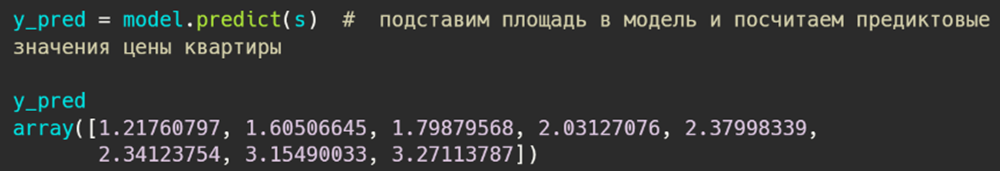 y_pred = model.predict(s)  #  подставим площадь в модель и посчитаем предиктовые
значения цены квартиры
y_pred
array([1.21760797, 1.60506645, 1.79879568, 2.03127076, 2.37998339,
2.34123754, 3.15490033, 3.27113787])